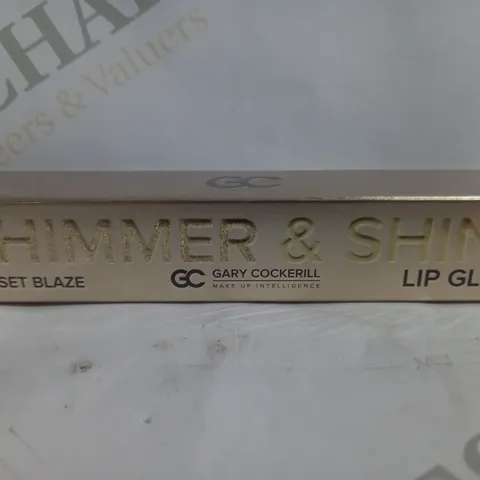 GC
HIMMER & SHIN
SET BLAZE
GC GARY COCKERILL
MAKE UP INTELLIGENCE
LIP GL